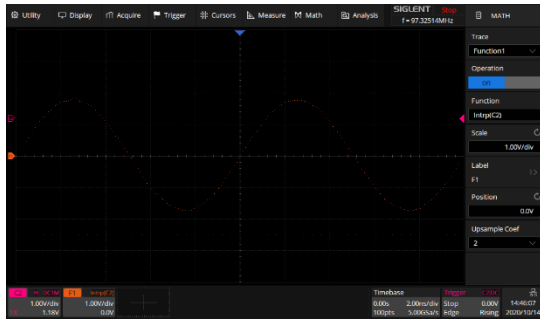 Utility Display Acquire Trigger Cursors Measure Math Analysis
SIGLENT Stop
f = 97.32514MHz
MATH
Trace
Function1
Operation
Function
Intrp(C2)
Scale
1.00V/div
Label
F1
Position
0.0V
Upsample Coef
2
C2 DC1M
1.00V/div
1.18V
F1 Intrp(C2)
1.00V/div
0.0V
Timebase
0.00s 2.00ns/div
100pts 5.00GSa/s
Trigger C2 DC
Stop 0.00V
Edge Rising
14:46:07
2020/10/14